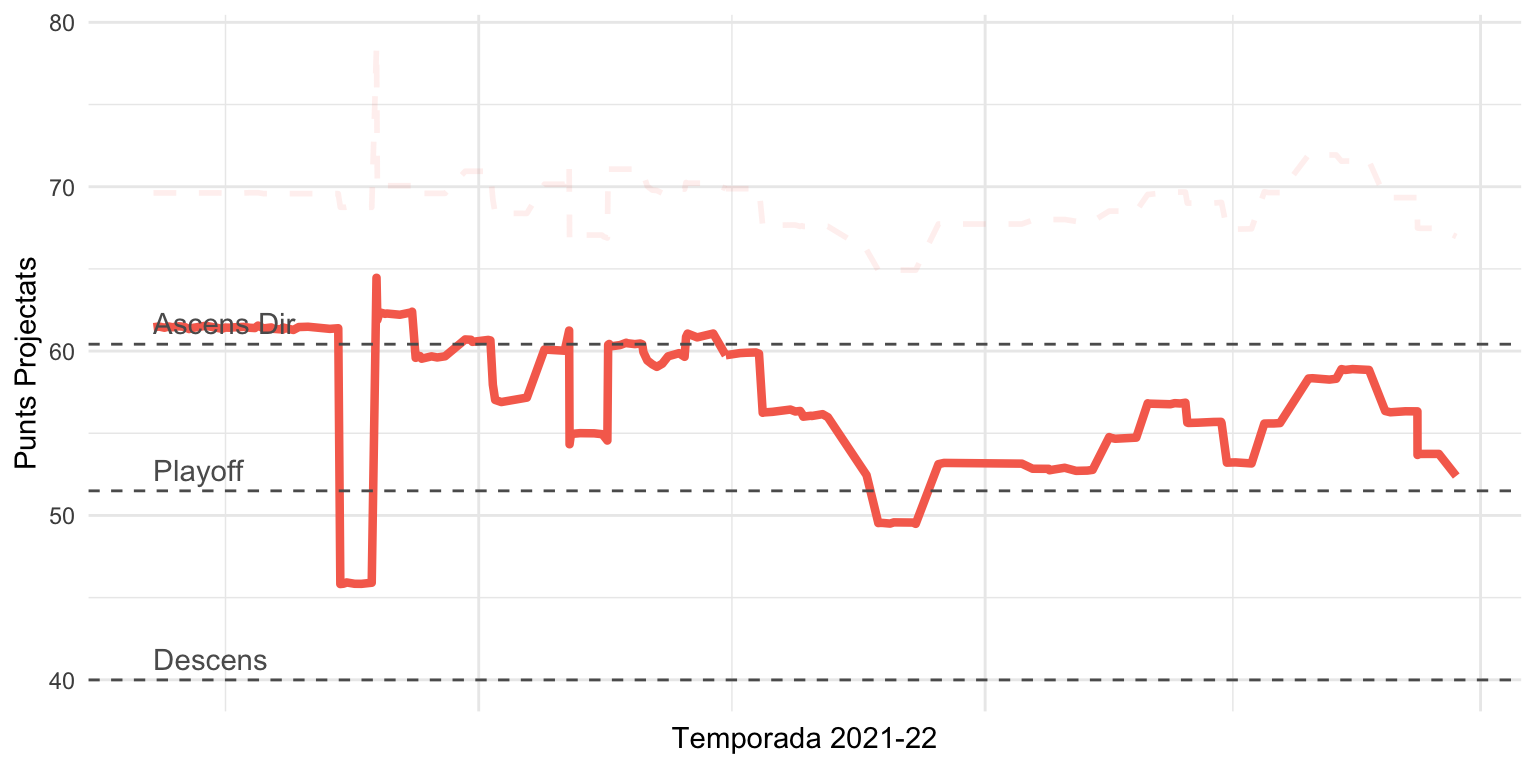 80
70
60
50
40
Punts Projectats
Ascens Dir
Playoff
Descens
Temporada 2021-22